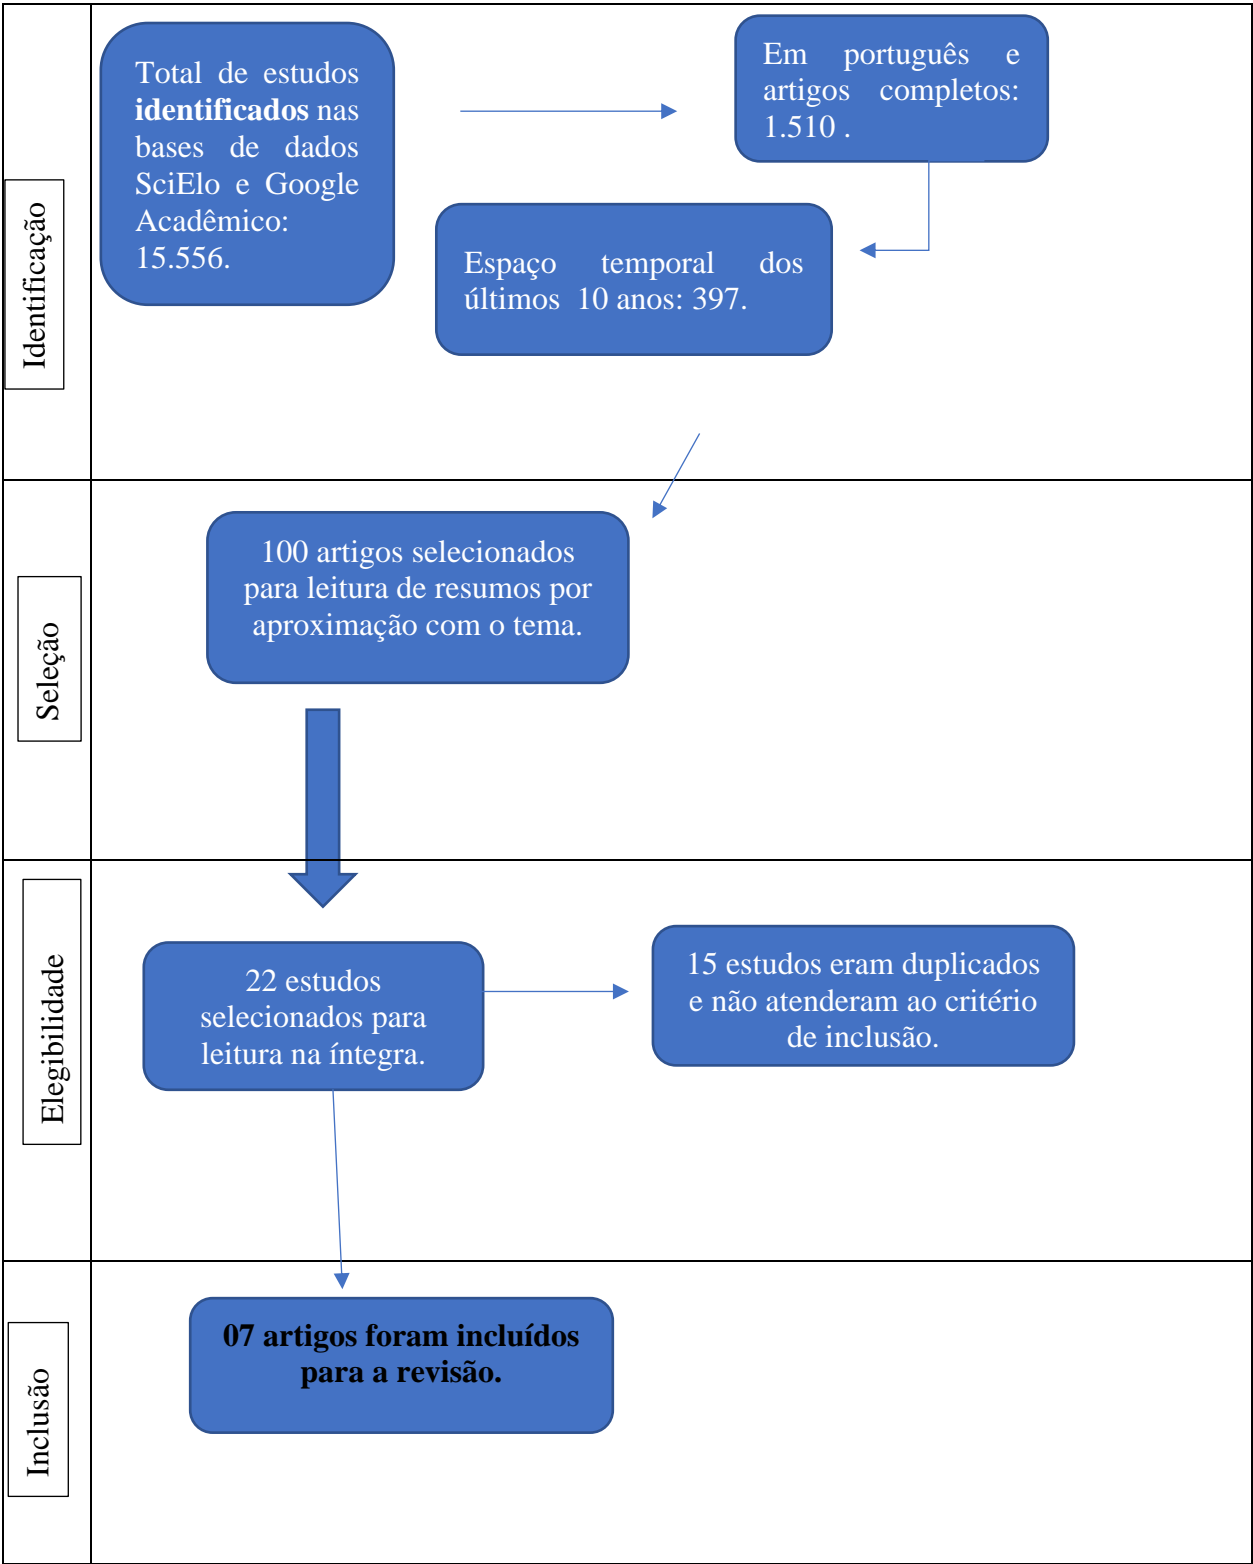 Identificação
Total de estudos
identificados nas
bases de dados
SciElo e Google
Acadêmico:
15.556.
Em português e
artigos completos:
1.510 .
Espaço temporal dos
últimos 10 anos: 397.
Seleção
100 artigos selecionados
para leitura de resumos por
aproximação com o tema.
Elegibilidade
22 estudos
selecionados para
leitura na íntegra.
15 estudos eram duplicados
e não atenderam ao critério
de inclusão.
Inclusão
07 artigos foram incluídos
para a revisão.